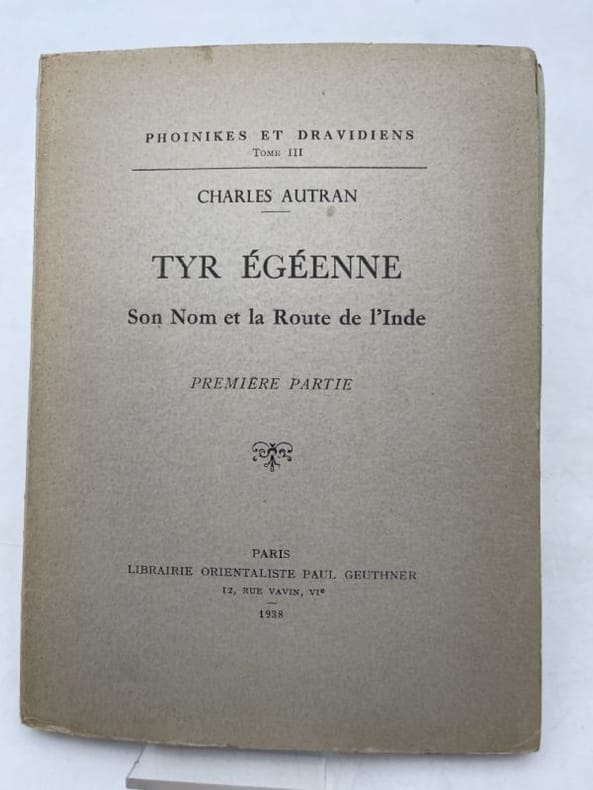 PHOINIKES ET DRAVIDIENS
TOME III
CHARLES AUTRAN
TYR ÉGÉENNE
Son Nom et la Route de l'Inde
PREMIÈRE PARTIE
PARIS
LIBRAIRIE ORIENTALISTE PAUL GEUTHNER
12, RUE VAVIN, VIe
1938